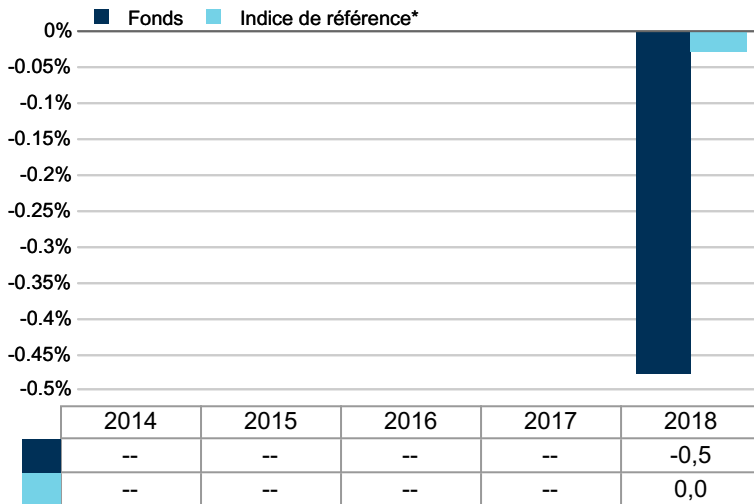 Fonds Indice de référence*
0%
-0.05%
-0.1%
-0.15%
-0.2%
-0.25%
-0.3%
-0.35%
-0.4%
-0.45%
-0.5%
2014 2015 2016 2017 2018
-- -- -- -- -0,5
-- -- -- -- 0,0